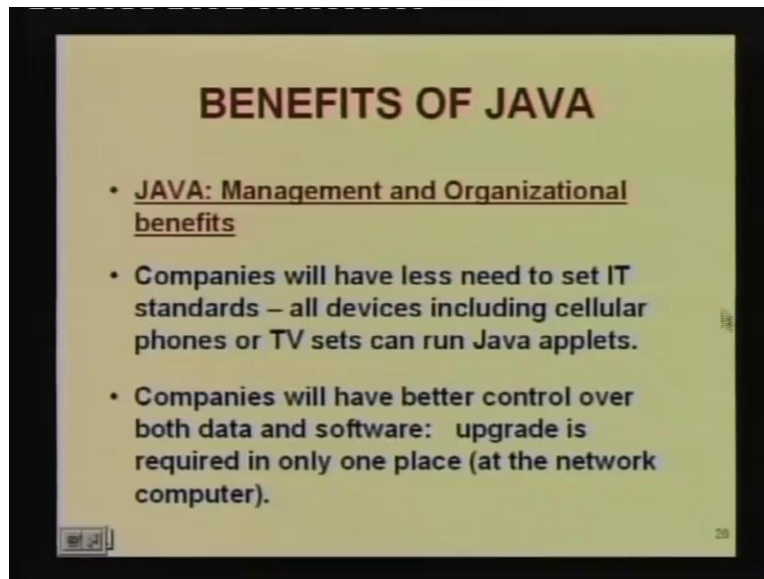 BENEFITS OF JAVA
• JAVA: Management and Organizational
benefits
• Companies will have less need to set IT
standards – all devices including cellular
phones or TV sets can run Java applets.
• Companies will have better control over
both data and software: upgrade is
required in only one place (at the network
computer).
20